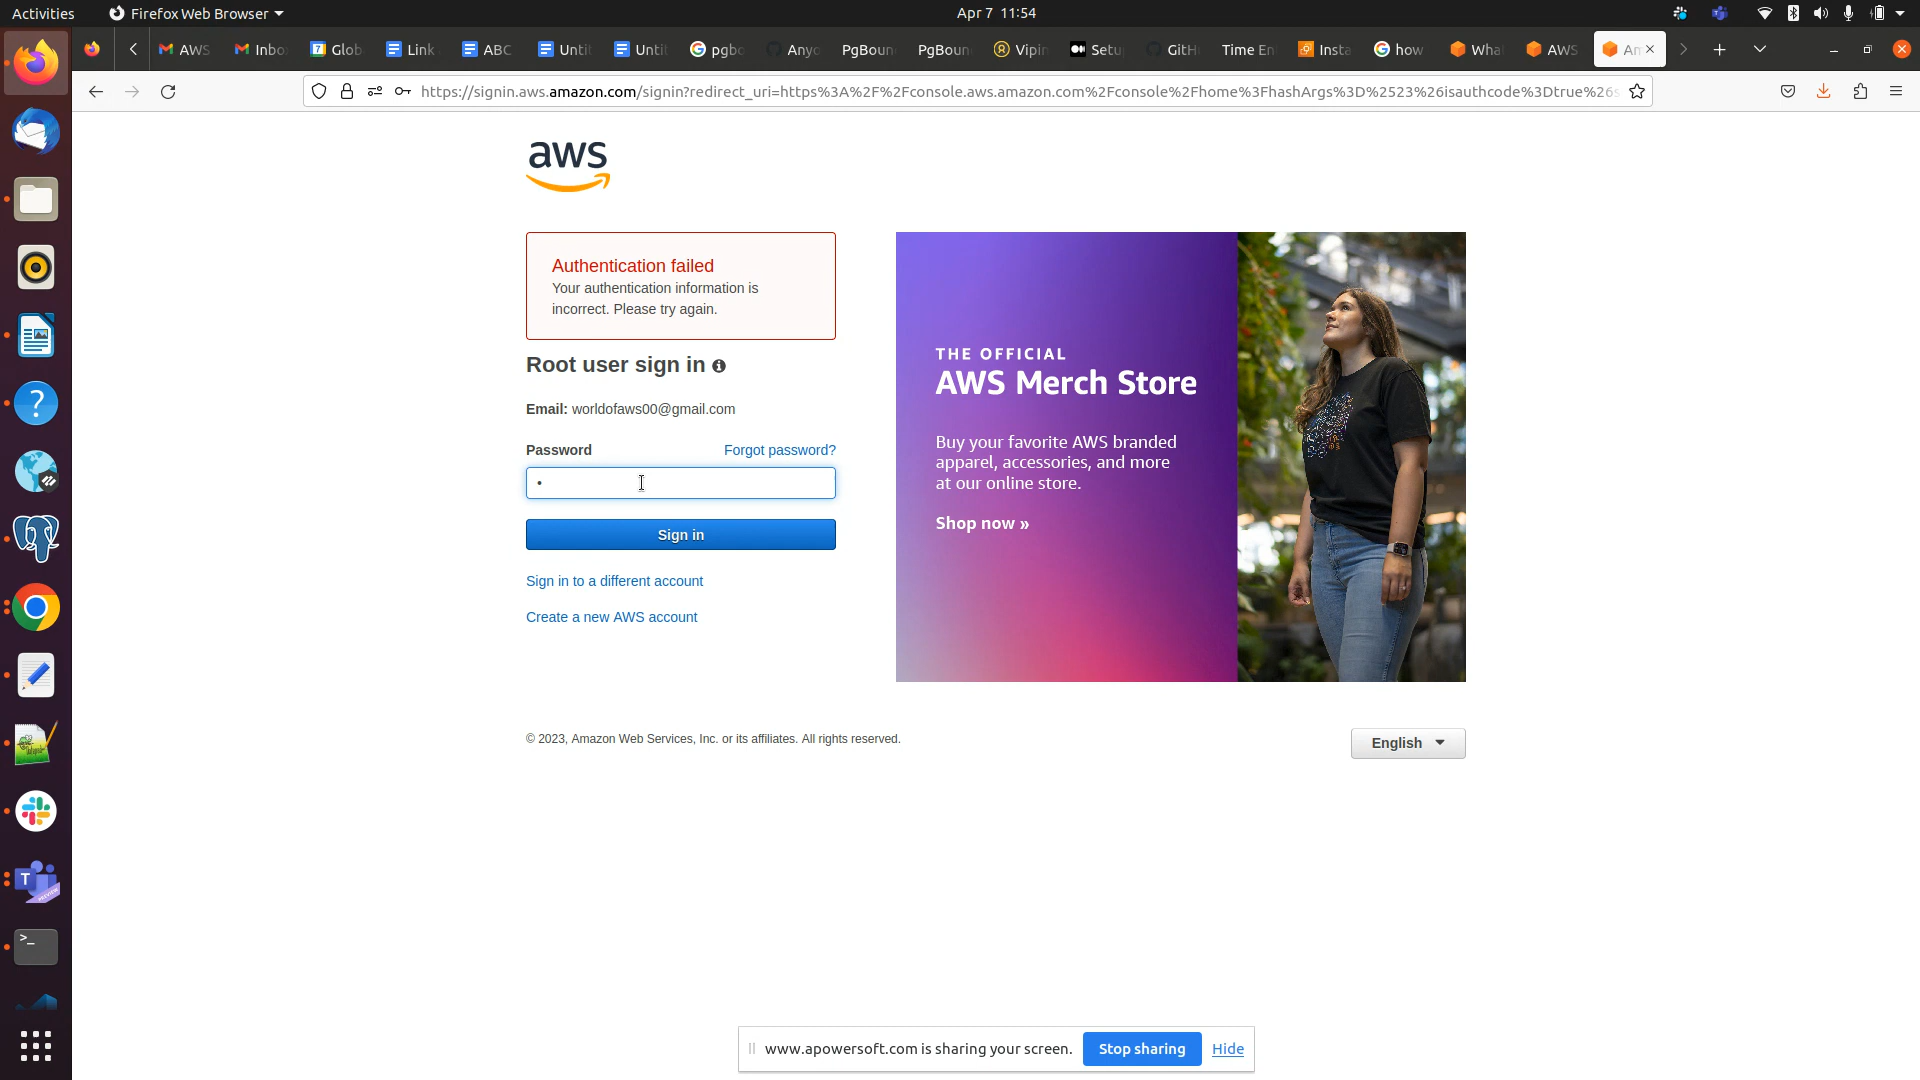 Activities
Firefox Web Browser
Apr 7 11:54
AWS
Inbo
Glob
Link
ABC
Unti
Unti
pgbo
Anyo
PgBoun
PgBoun
Vipin
Setu
GitH
Time En
Insta
how
Wha
AWS
Am
https://signin.aws.amazon.com/signin?redirect_uri=https%3A%2F%2Fconsole.aws.amazon.com%2Fconsole%2Fhome%3FhashArgs%3D%2523%26isauthcode%3Dtrue%26s
aws
Authentication failed
Your authentication information is
incorrect. Please try again.
Root user sign in
Email: worldofaws00@gmail.com
Password
Forgot password?
Sign in
Sign in to a different account
Create a new AWS account
THE OFFICIAL
AWS Merch Store
Buy your favorite AWS branded
apparel, accessories, and more
at our online store.
Shop now »
© 2023, Amazon Web Services, Inc. or its affiliates. All rights reserved.
English
www.apowersoft.com is sharing your screen.
Stop sharing
Hide